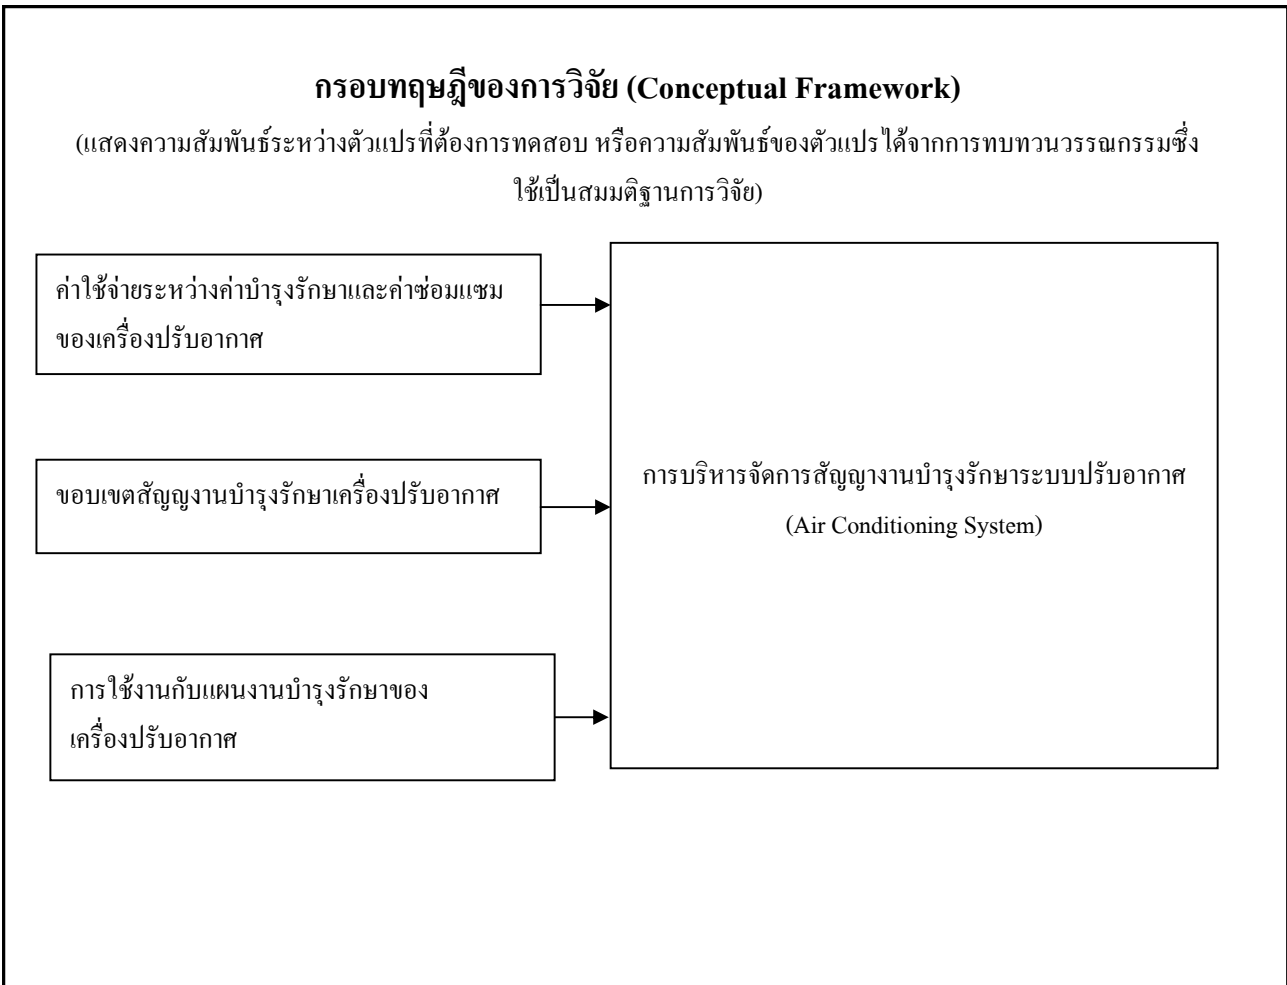 กรอบทฤษฎีของการวิจัย (Conceptual Framework)
(แสดงความสัมพันธ์ระหว่างตัวแปรที่ต้องการทดสอบ หรือความสัมพันธ์ของตัวแปรได้จากการทบทวนวรรณกรรมซึ่ง
ใช้เป็นสมมติฐานการวิจัย)
ค่าใช้จ่ายระหว่างค่าบำรุงรักษาและค่าซ่อมแซม
ของเครื่องปรับอากาศ
ขอบเขตสัญญงานบำรุงรักษาเครื่องปรับอากาศ
การใช้งานกับแผนงานบำรุงรักษาของ
เครื่องปรับอากาศ
การบริหารจัดการสัญญางานบำรุงรักษาระบบปรับอากาศ
(Air Conditioning System)